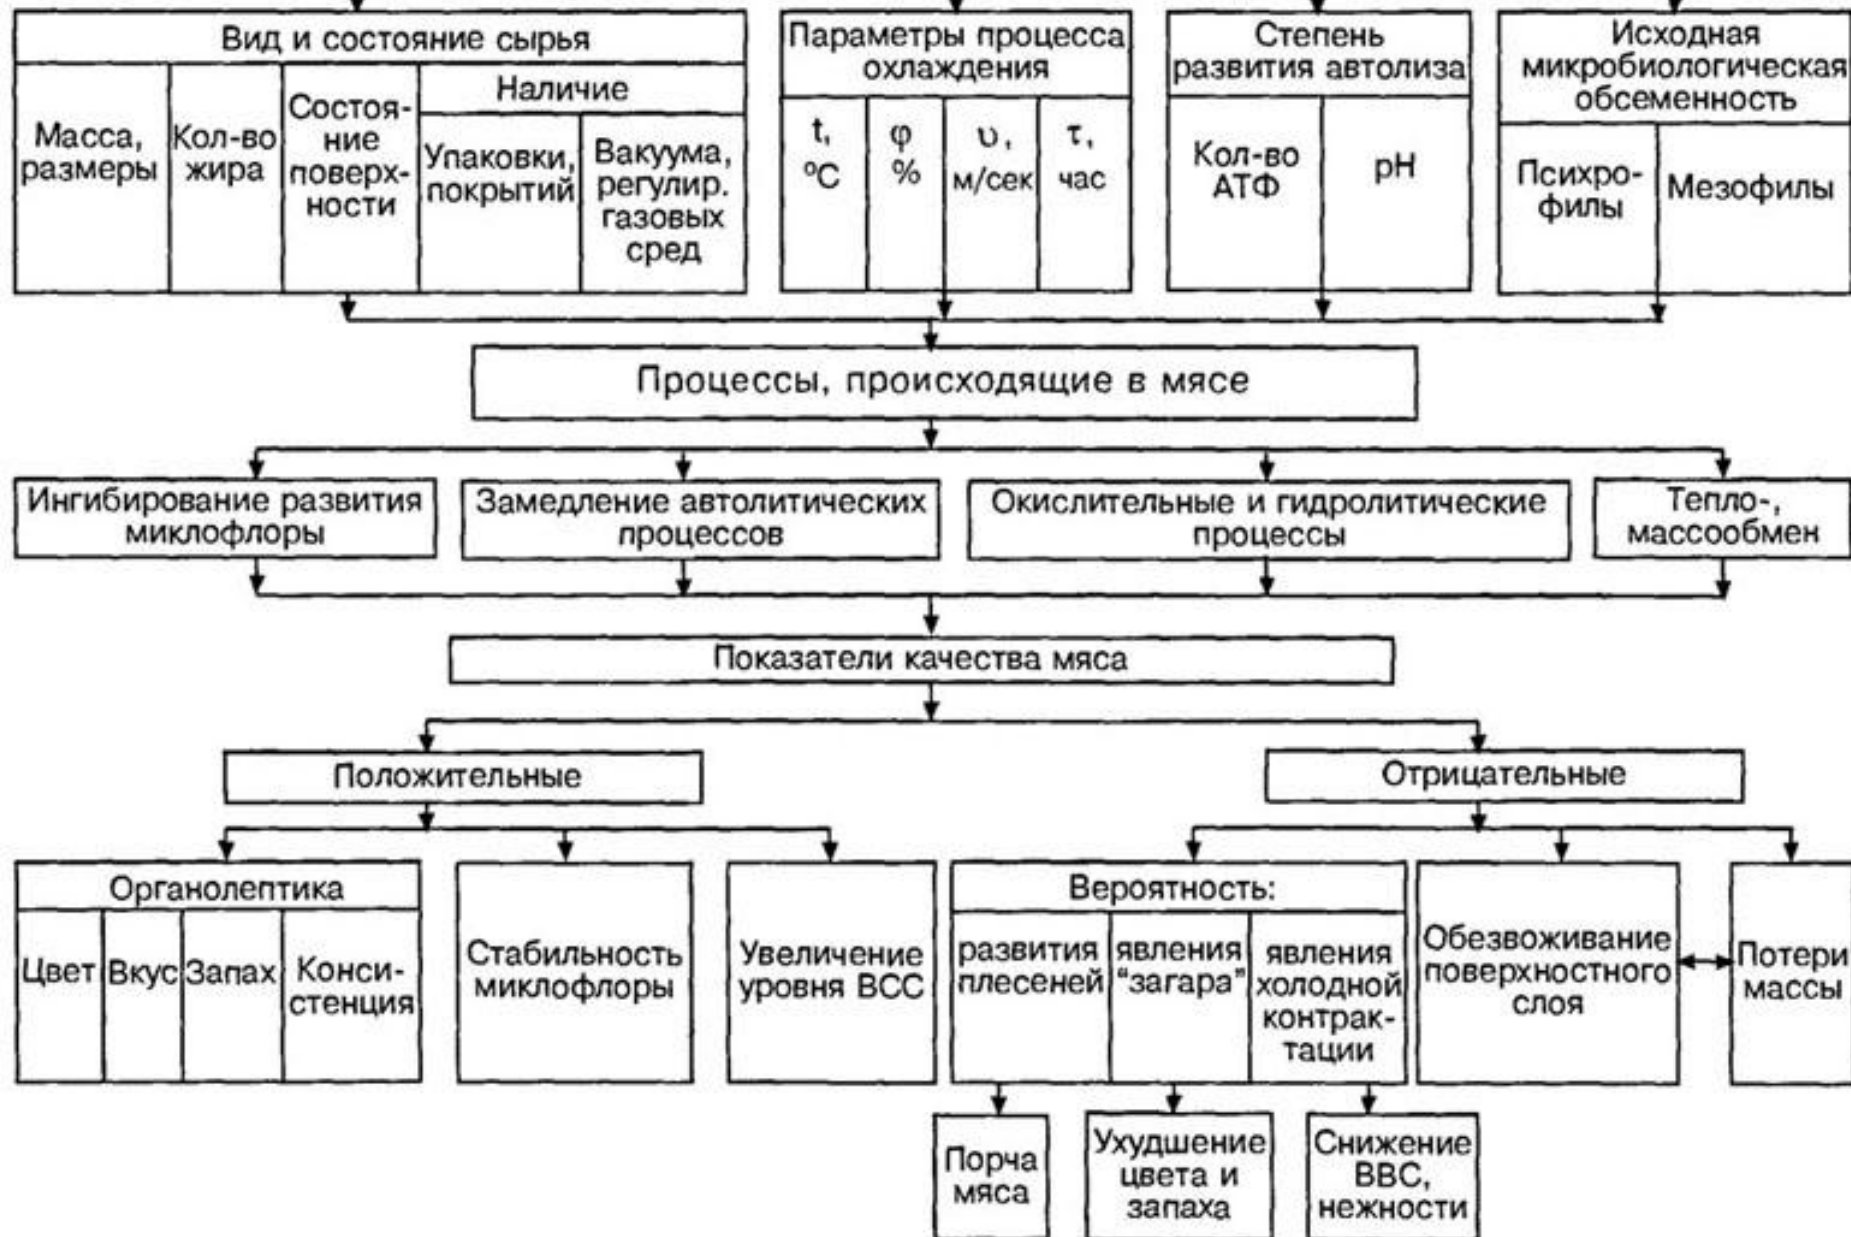 Вид и состояние сырья
Масса,
размеры
Кол-во
жира
Состоя-
ние
поверх-
ности
Наличие
Упаковки,
покрытий
Вакуума,
регулир.
газовых
сред
Параметры процесса
охлаждения
t,
°C
φ
%
υ,
м/сек
τ,
час
Степень
развития автолиза
Кол-во
АТФ
pH
Исходная
микробиологическая
обсеменность
Психро-
филы
Мезофилы
Процессы, происходящие в мясе
Ингибирование развития
миклофлоры
Замедление автолитических
процессов
Окислительные и гидролитические
процессы
Тепло-,
массообмен
Показатели качества мяса
Положительные
Отрицательные
Органолептика
Цвет
Вкус
Запах
Конси-
стенция
Стабильность
миклофлоры
Увеличение
уровня ВСС
Вероятность:
развития
плесеней
явления
"загара"
явления
холодной
контрак-
тации
Обезвоживание
поверхностного
слоя
Потери
массы
Порча
мяса
Ухудшение
цвета и
запаха
Снижение
ВВС,
нежности